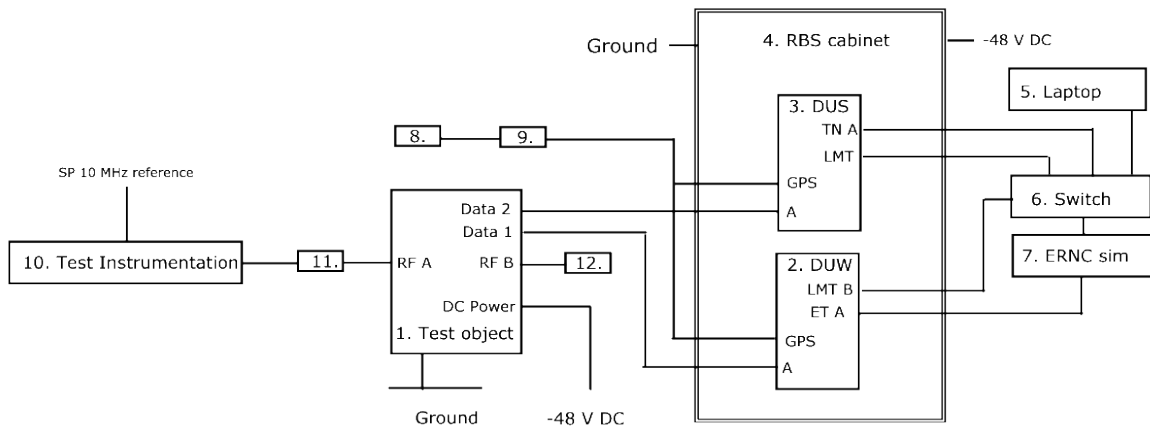 Ground
4. RBS cabinet
-48 V DC
5. Laptop
3. DUS
TN A
LMT
GPS
A
8.
9.
6. Switch
SP 10 MHz reference
Data 2
Data 1
10. Test Instrumentation
11.
RF A
RF B
12.
DC Power
1. Test object
2. DUW
LMT B
ET A
GPS
A
7. ERNC sim
Ground
-48 V DC